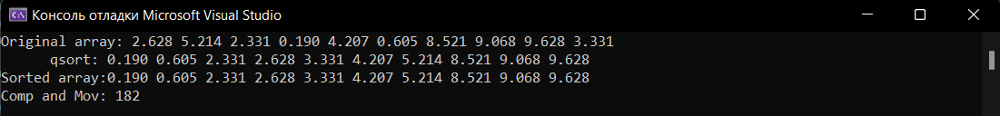 Консоль отладки Microsoft Visual Studio
Original array: 2.628 5.214 2.331 0.190 4.207 0.605 8.521 9.068 9.628 3.331
qsort: 0.190 0.605 2.331 2.628 3.331 4.207 5.214 8.521 9.068 9.628
Sorted array:0.190 0.605 2.331 2.628 3.331 4.207 5.214 8.521 9.068 9.628
Comp and Mov: 182